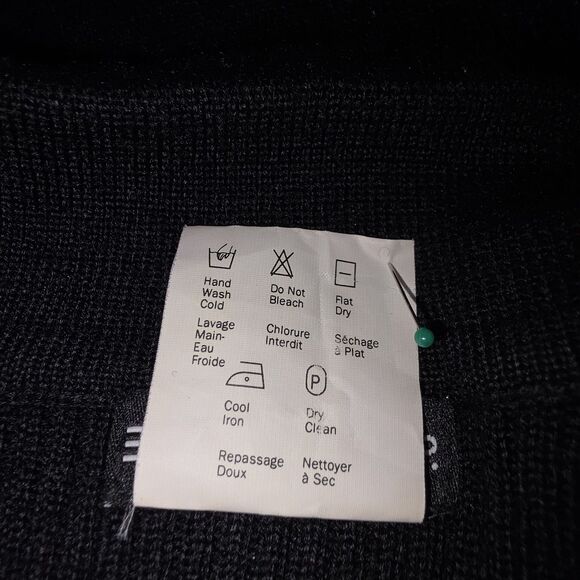 Hand
Wash
Cold
Do Not
Bleach
Flat
Dry
Lavage
Main-
Eau
Froide
Chlorure
Interdit
Séchage
à Plat
P
Cool
Iron
Dry
Clean
Repassage
Doux
Nettoyer
à Sec